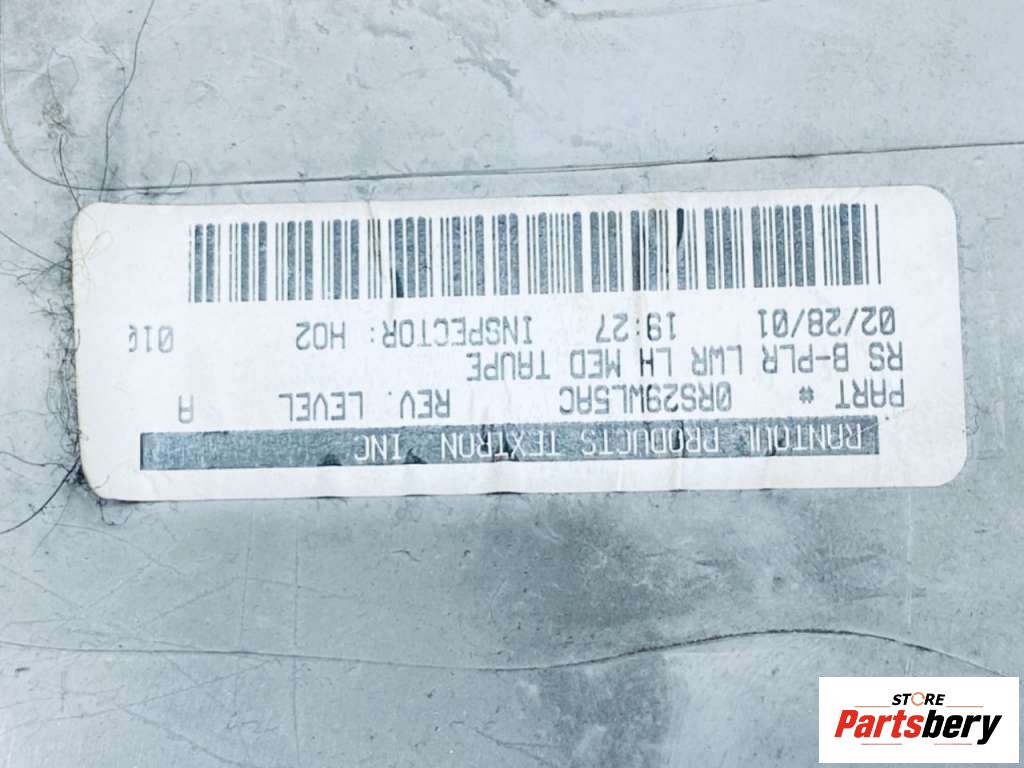 RANTOUL PRODUCTS TEXTRON INC
PART # 0RS29WL5AC REV. LEVEL A
RS B-PLR LWR LH MED TAUPE
02/28/01 19:27 INSPECTOR: H02 010
STORE
Partsbery